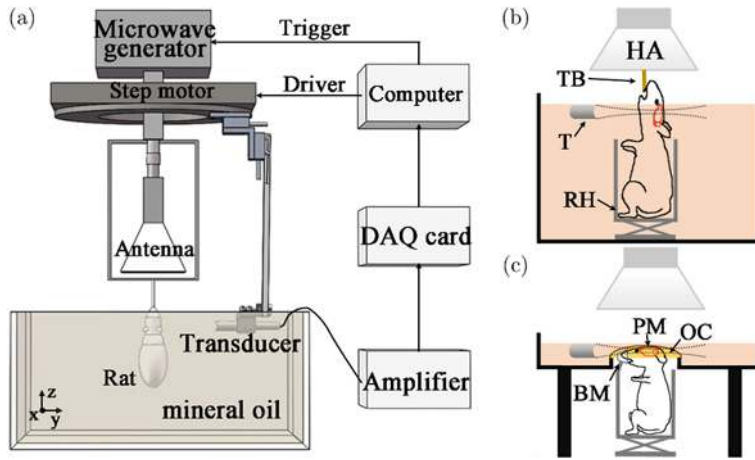 (a)
Microwave
generator
Trigger
Step motor
Driver
Computer
Antenna
DAQ card
Transducer
Rat
Amplifier
mineral oil
z
x
y
(b)
HA
TB
T
RH
(c)
PM
OC
BM